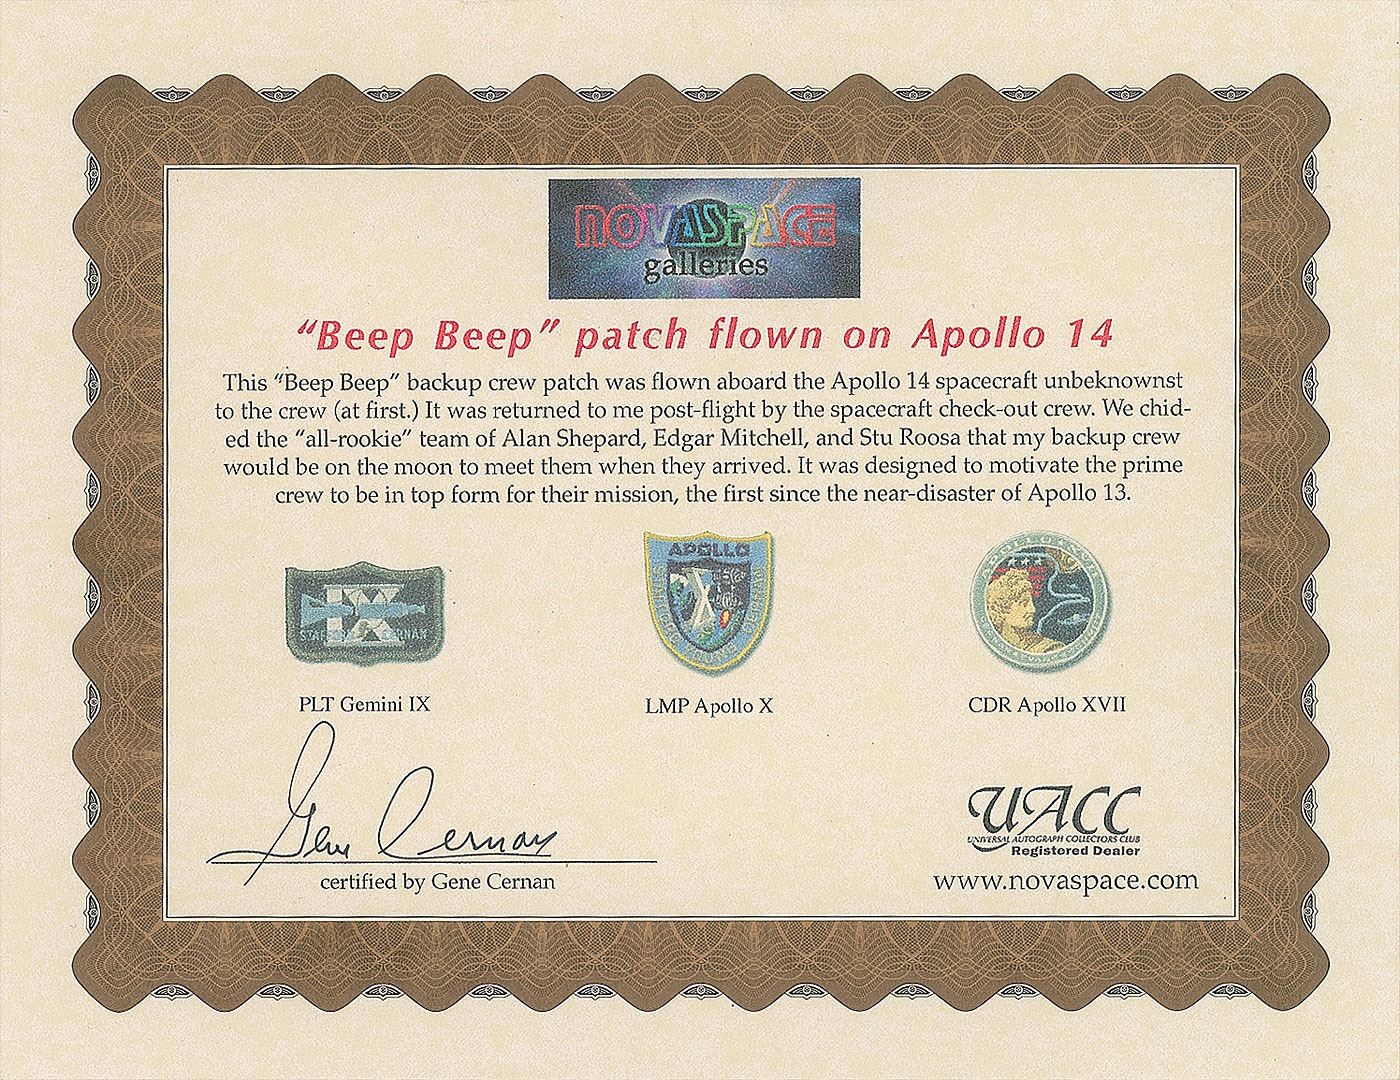 NOVASPACE
galleries
“Beep Beep” patch flown on Apollo 14
This “Beep Beep” backup crew patch was flown aboard the Apollo 14 spacecraft unbeknownst
to the crew (at first.) It was returned to me post-flight by the spacecraft check-out crew. We chid-
ed the “all-rookie” team of Alan Shepard, Edgar Mitchell, and Stu Roosa that my backup crew
would be on the moon to meet them when they arrived. It was designed to motivate the prime
crew to be in top form for their mission, the first since the near-disaster of Apollo 13.
APOLLO
PLT Gemini IX
LMP Apollo X
CDR Apollo XVII
Gene Cernan
certified by Gene Cernan
UACC
UNIVERSAL AUTOGRAPH COLLECTORS CLUB
Registered Dealer
www.novaspace.com